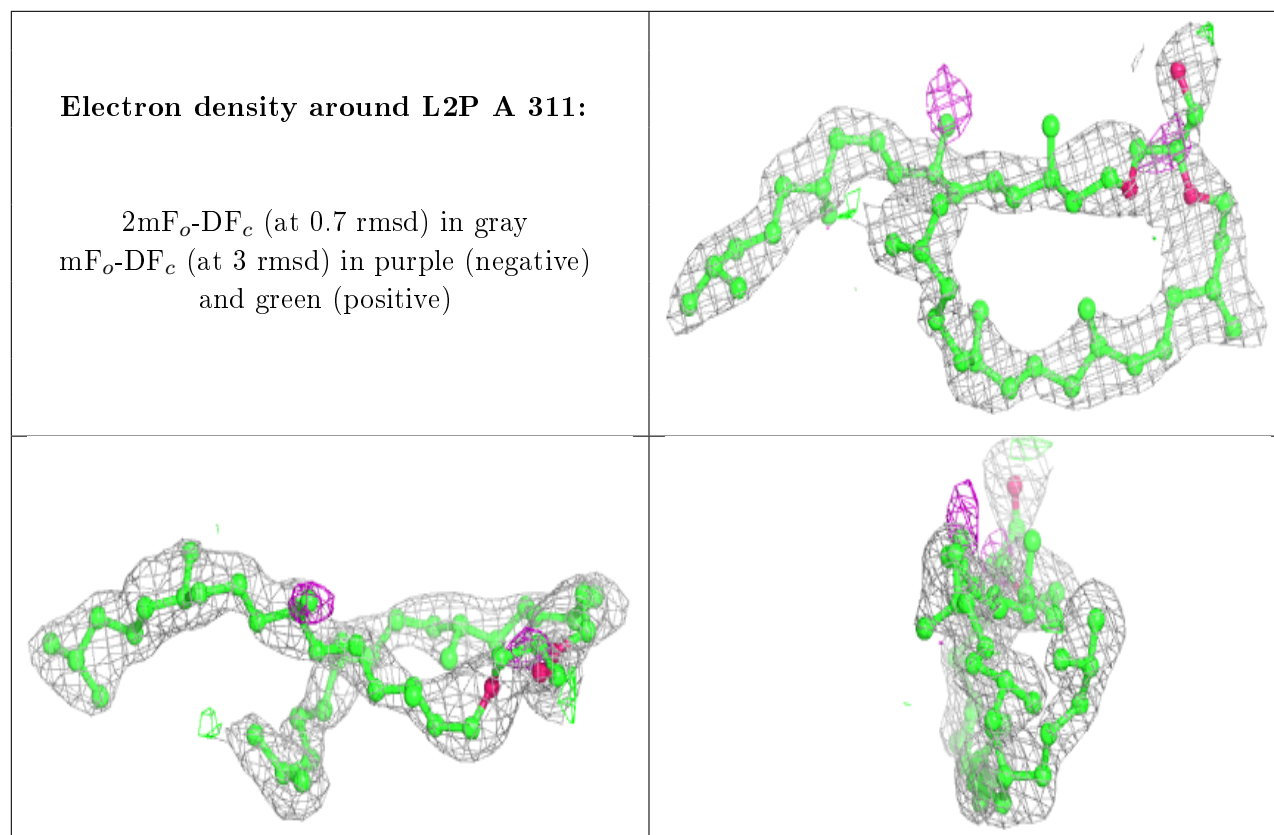 Electron density around L2P A 311:
2mFo-DFc (at 0.7 rmsd) in gray
mFo-DFc (at 3 rmsd) in purple (negative)
and green (positive)